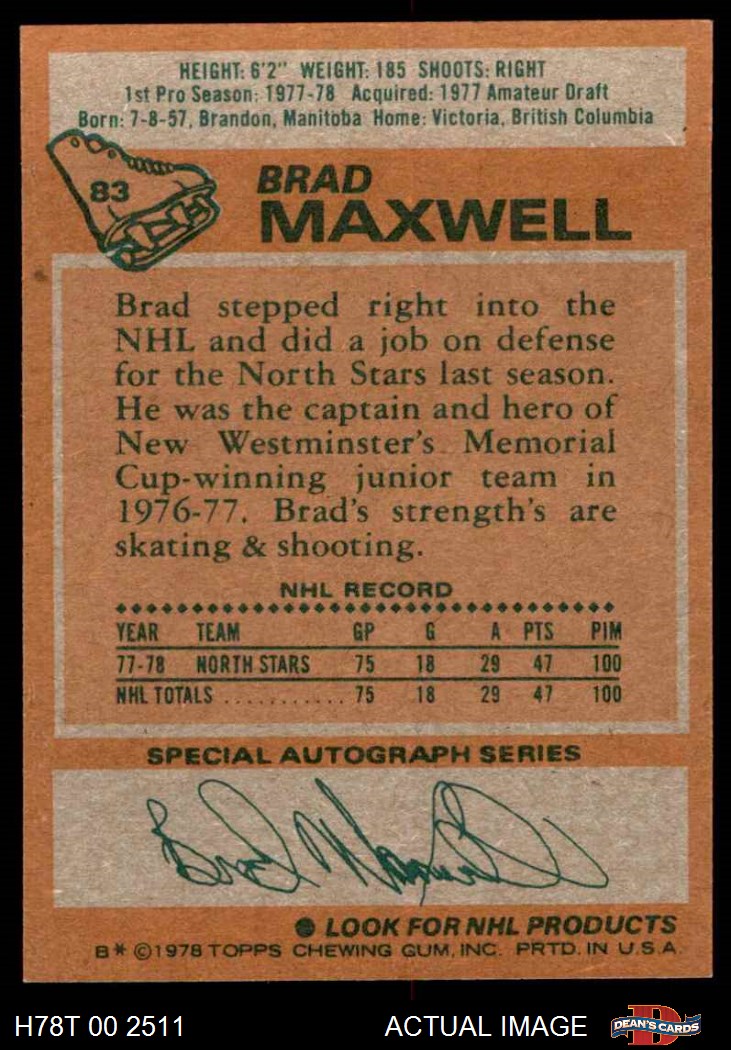 HEIGHT: 6'2" WEIGHT: 185 SHOOTS: RIGHT
1st Pro Season: 1977-78 Acquired: 1977 Amateur Draft
Born: 7-8-57, Brandon, Manitoba Home: Victoria, British Columbia
83
BRAD
MAXWELL
Brad stepped right into the
NHL and did a job on defense
for the North Stars last season.
He was the captain and hero of
New Westminster's Memorial
Cup-winning junior team in
1976-77. Brad's strength's are
skating & shooting.
NHL RECORD
YEAR TEAM GP G A PTS PIM
77-78 NORTH STARS 75 18 29 47 100
NHL TOTALS ........... 75 18 29 47 100
SPECIAL AUTOGRAPH SERIES
Brad Maxwell
LOOK FOR NHL PRODUCTS
B* ©1978 TOPPS CHEWING GUM, INC. PRTD. IN U.S.A.
H78T 00 2511 ACTUAL IMAGE DEAN'S CARDS